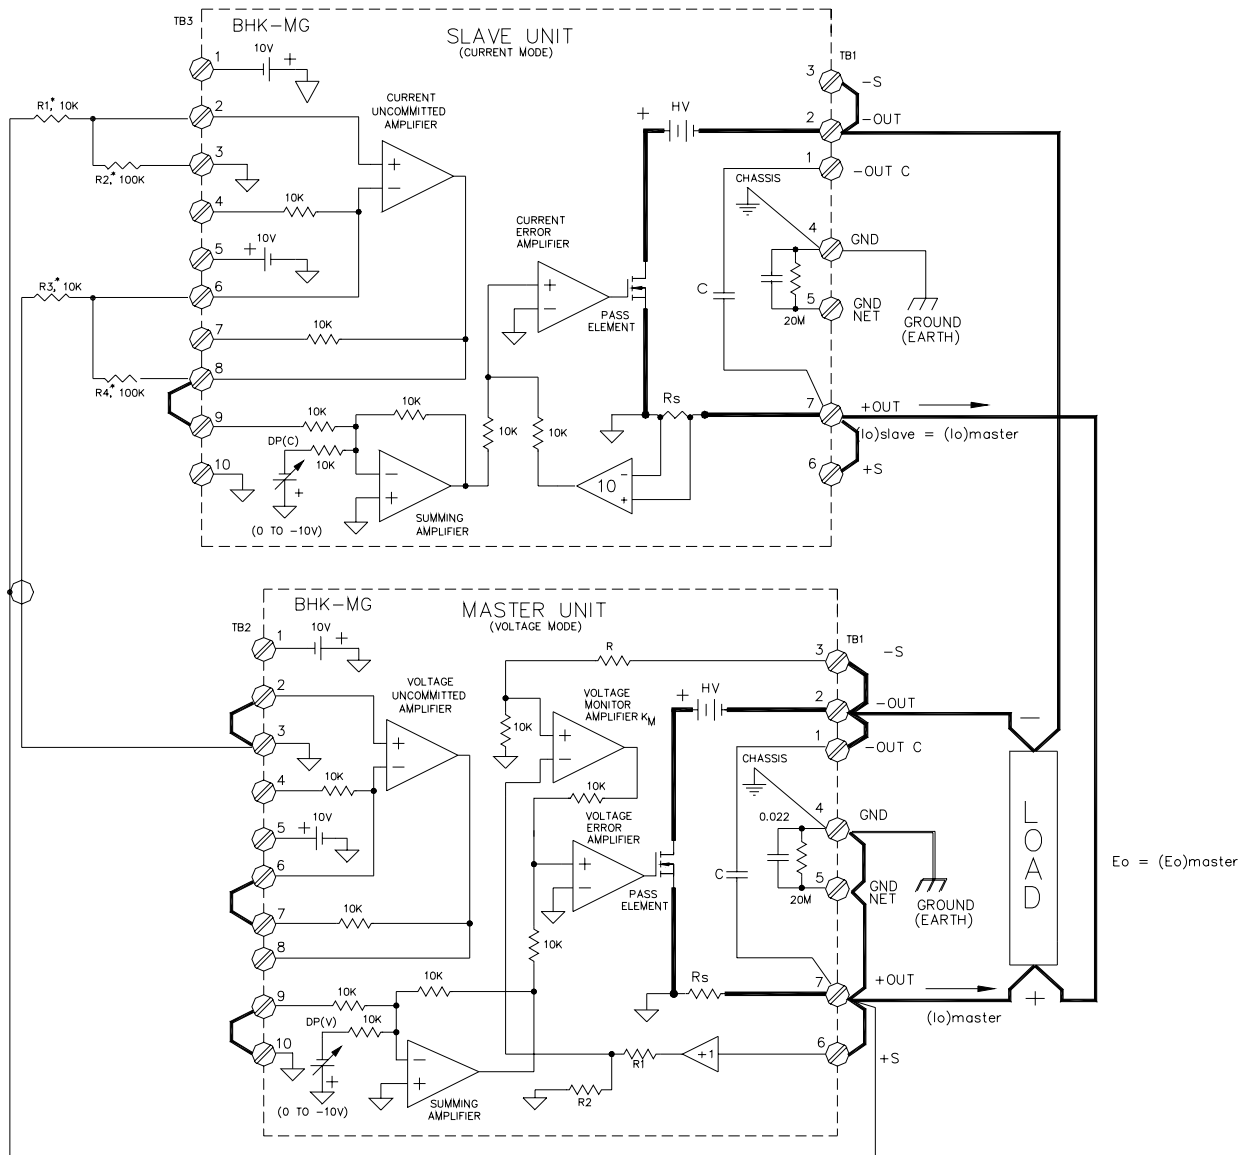 TB3
BHK-MG
SLAVE UNIT
(CURRENT MODE)
TB1
1
10V
+
2
R1,* 10K
3
R2,* 100K
4
10K
5
+
10V
6
R3,* 10K
7
10K
8
R4,* 100K
9
10
CURRENT
UNCOMMITTED
AMPLIFIER
+
−
10K
10K
DP(C)
10K
+
(0 TO -10V)
−
+
SUMMING
AMPLIFIER
CURRENT
ERROR
AMPLIFIER
+
−
PASS
ELEMENT
10K
10K
10
-
+
Rs
+
HV
C
3
-S
2
-OUT
1
-OUT C
CHASSIS
4
GND
5
GND
NET
20M
GROUND
(EARTH)
7
+OUT
(Io)slave = (Io)master
6
+S
TB2
BHK-MG
MASTER UNIT
(VOLTAGE MODE)
TB1
1
10V
+
2
3
4
10K
5
+
10V
6
7
10K
8
9
10
VOLTAGE
UNCOMMITTED
AMPLIFIER
+
−
10K
10K
DP(V)
10K
+
(0 TO -10V)
−
+
SUMMING
AMPLIFIER
R
10K
VOLTAGE
MONITOR
AMPLIFIER KM
+
−
10K
VOLTAGE
ERROR
AMPLIFIER
+
−
10K
PASS
ELEMENT
+
HV
C
Rs
R1
+1
R2
3
-S
2
-OUT
1
-OUT C
CHASSIS
4
GND
0.022
5
GND
NET
20M
GROUND
(EARTH)
7
+OUT
(Io)master
6
+S
−
LOAD
+
Eo = (Eo)master